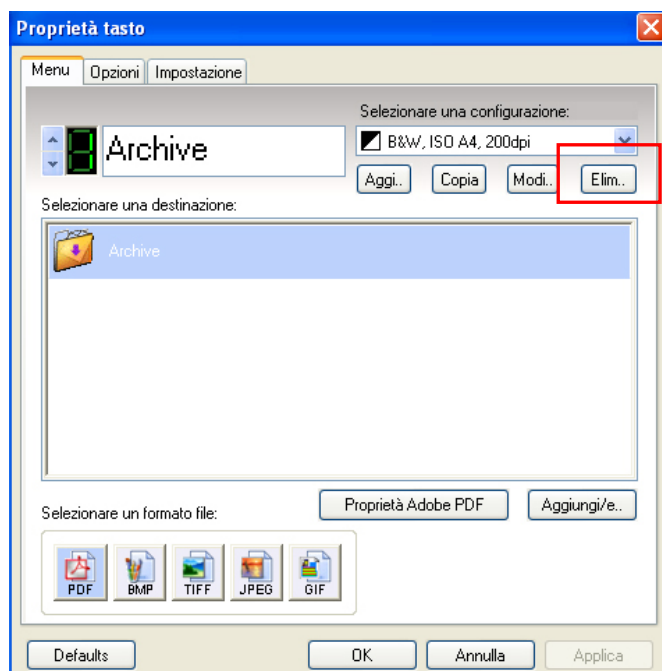 Proprietà tasto
Menu Opzioni Impostazione
Selezionare una configurazione:
Archive
B&W, ISO A4, 200dpi
Aggi.. Copia Modi.. Elim..
Selezionare una destinazione:
Archive
Proprietà Adobe PDF Aggiungi/e..
Selezionare un formato file:
PDF BMP TIFF JPEG GIF
Defaults OK Annulla Applica